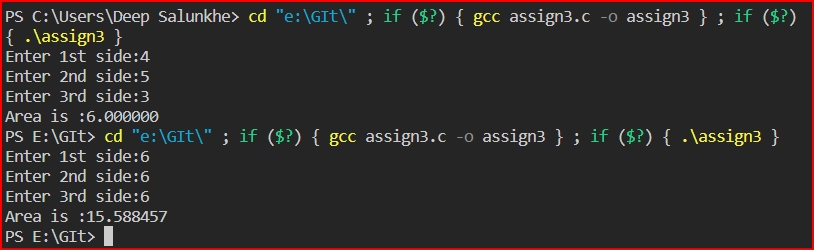 PS C:\Users\Deep Salunkhe> cd "e:\GIt\" ; if ($?) { gcc assign3.c -o assign3 } ; if ($?)
{ .\assign3 }
Enter 1st side:4
Enter 2nd side:5
Enter 3rd side:3
Area is :6.000000
PS E:\GIt> cd "e:\GIt\" ; if ($?) { gcc assign3.c -o assign3 } ; if ($?) { .\assign3 }
Enter 1st side:6
Enter 2nd side:6
Enter 3rd side:6
Area is :15.588457
PS E:\GIt>